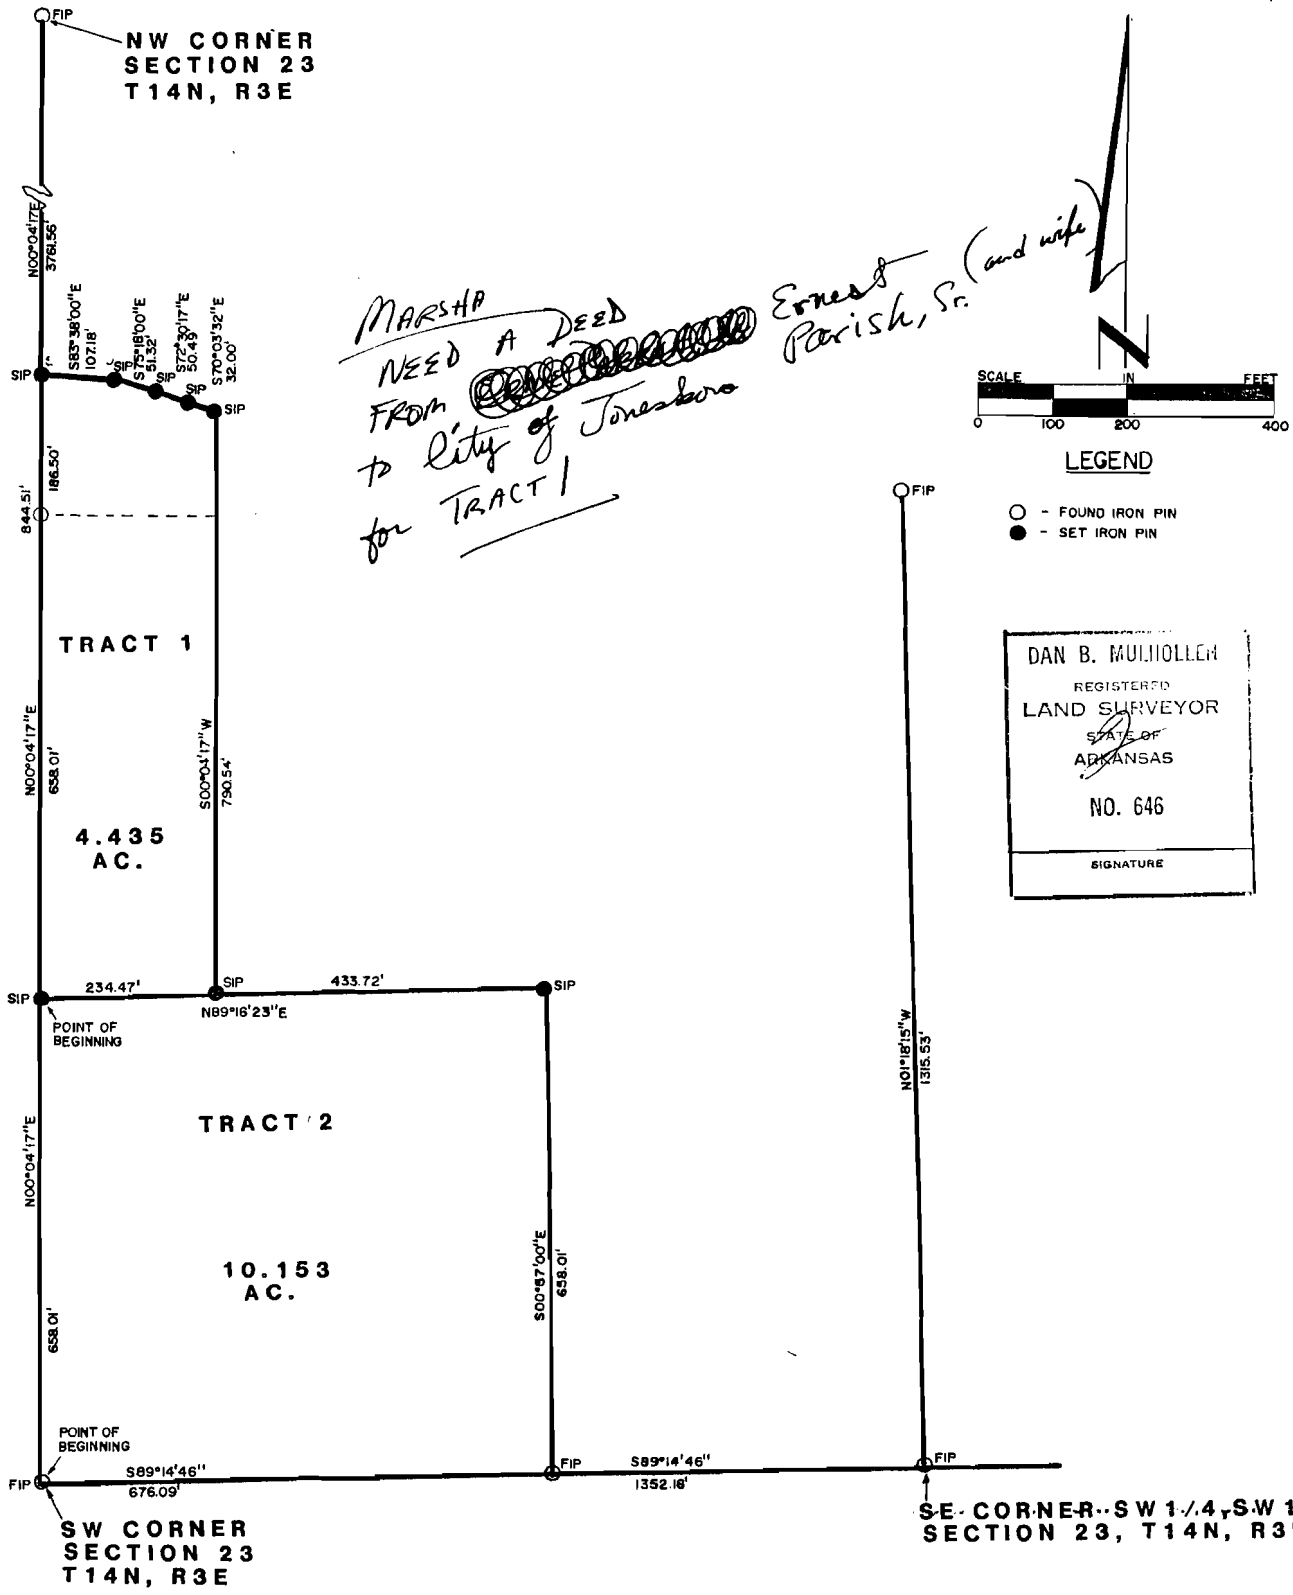 FIP
NW CORNER
SECTION 23
T14N, R3E
N00°04'17"E
3761.56'
S83°38'00"E
107.18'
S75°18'00"E
51.32'
S72°30'17"E
50.49'
S70°03'32"E
32.00'
SIP
SIP
SIP
SIP
SIP
MARSHA
NEED A DEED
FROM Ernest Parish, Sr. (and wife)
to City of Jonesboro
for TRACT 1
SCALE IN FEET
0 100 200 400
LEGEND
○ - FOUND IRON PIN
● - SET IRON PIN
844.51'
186.50'
FIP
TRACT 1
N00°04'17"E
658.01'
S00°04'17"W
790.54'
4.435
AC.
DAN B. MULHOLLEN
REGISTERED
LAND SURVEYOR
STATE OF
ARKANSAS
NO. 646
SIGNATURE
SIP
234.47'
SIP
433.72'
SIP
N89°16'23"E
POINT OF
BEGINNING
N01°18'15"W
1315.53'
TRACT 2
N00°04'17"E
658.01'
10.153
AC.
S00°57'00"E
658.01'
POINT OF
BEGINNING
FIP
S89°14'46"
676.09'
FIP
S89°14'46"
1352.18'
FIP
SW CORNER
SECTION 23
T14N, R3E
SE CORNER SW1/4, SW1
SECTION 23, T14N, R3